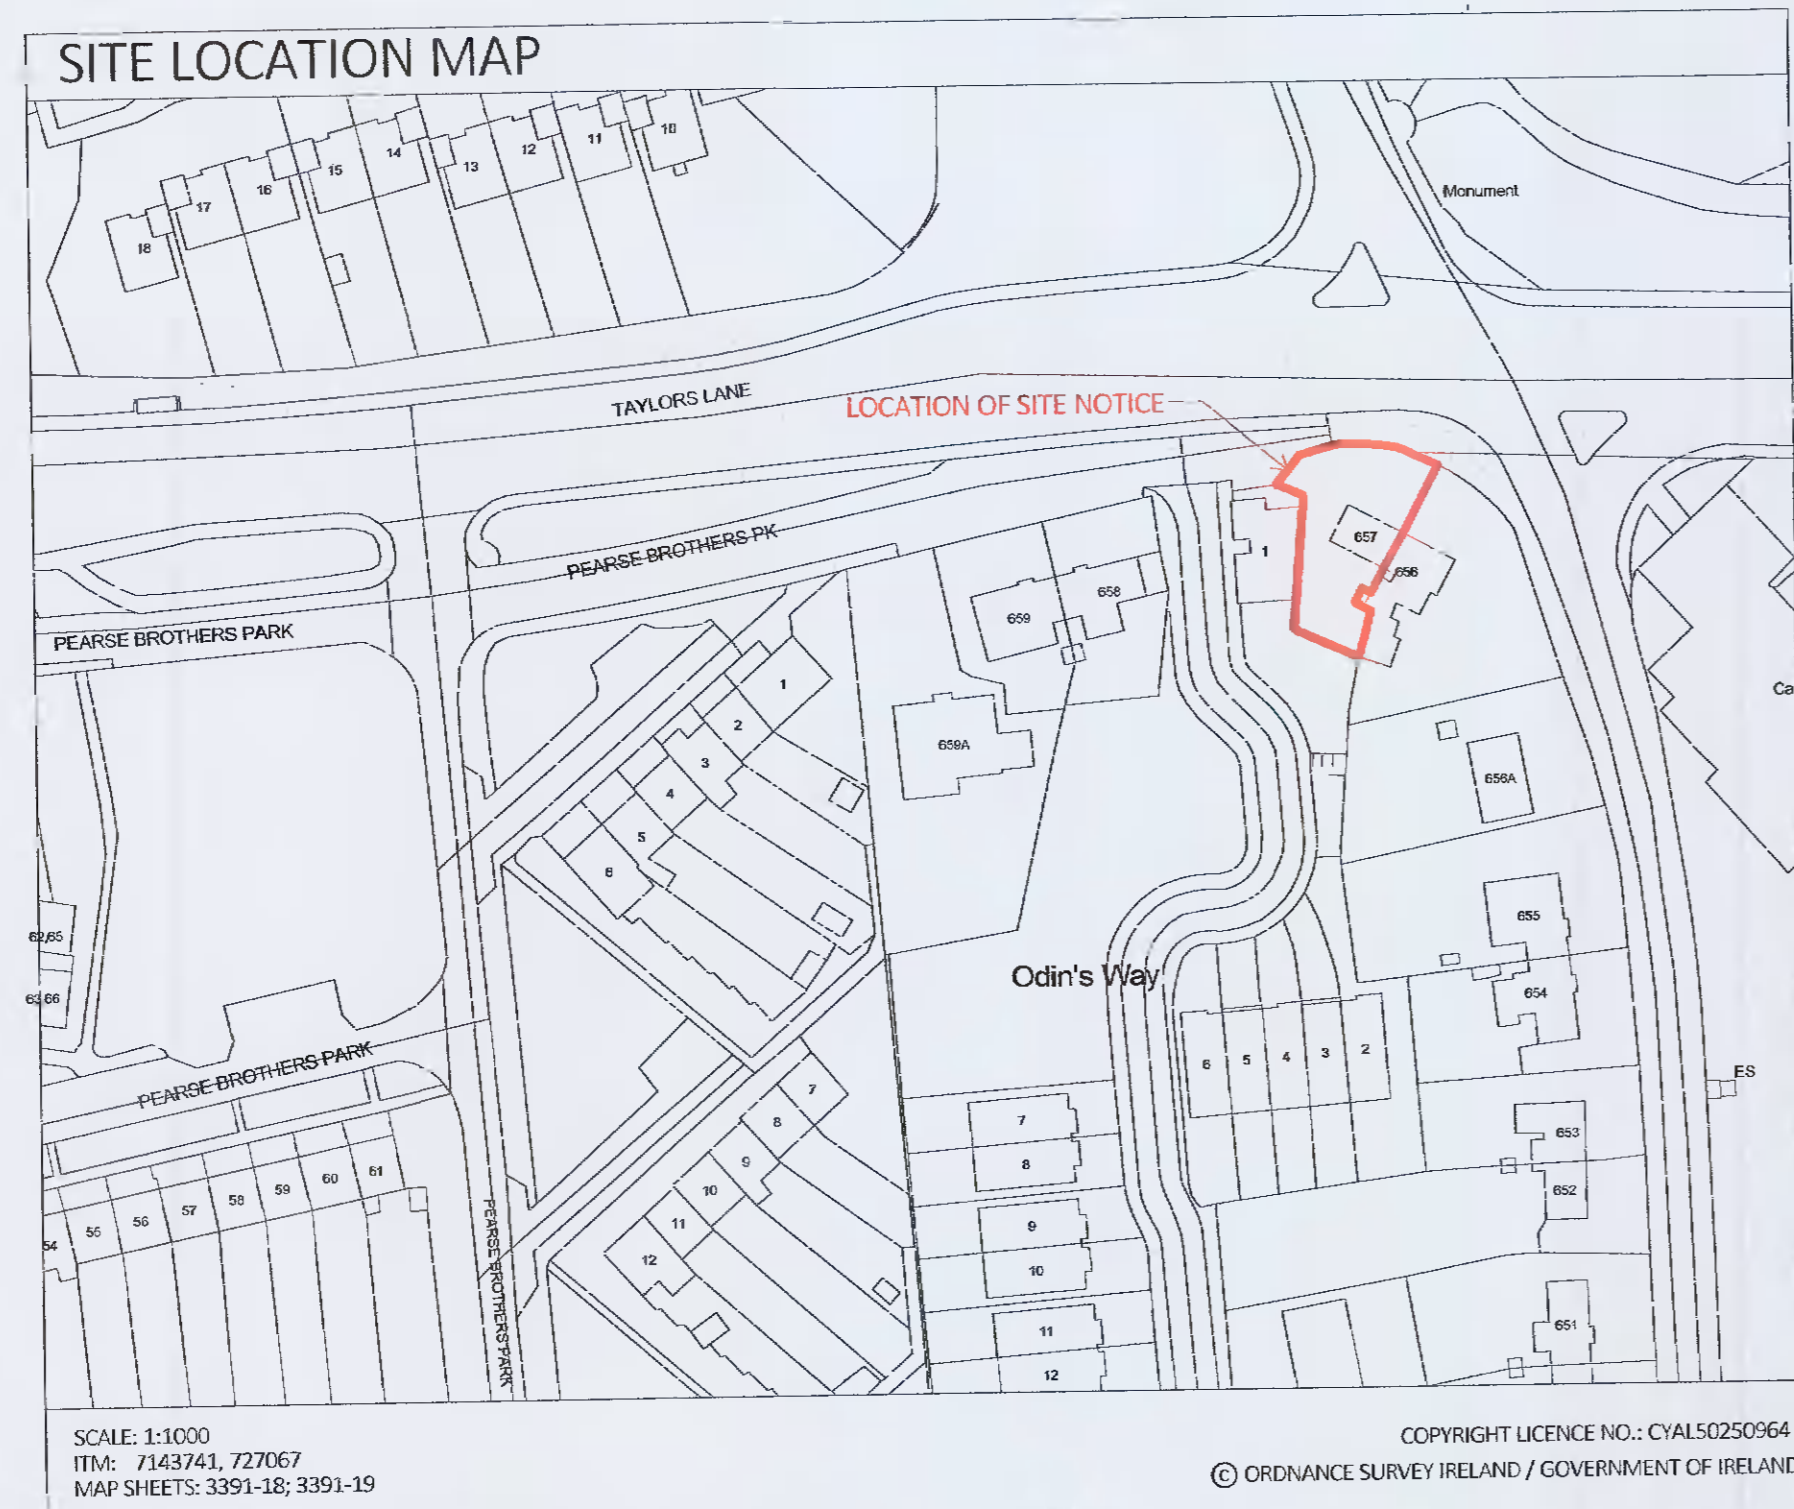 SITE LOCATION MAP
10
11
12
13
14
15
16
17
18
Monument
TAYLORS LANE
LOCATION OF SITE NOTICE
PEARSE BROTHERS PK
PEARSE BROTHERS PARK
657
656
1
658
659
659A
656A
1
2
3
4
5
6
Ca
655
654
62,65
63,66
Odin's Way
6
5
4
3
2
ES
653
652
651
PEARSE BROTHERS PARK
7
8
9
10
11
12
7
8
9
10
11
12
61
60
59
58
57
56
55
54
PEARSE BROTHERS PARK
SCALE: 1:1000
ITM: 7143741, 727067
MAP SHEETS: 3391-18; 3391-19
COPYRIGHT LICENCE NO.: CYAL50250964
© ORDNANCE SURVEY IRELAND / GOVERNMENT OF IRELAND